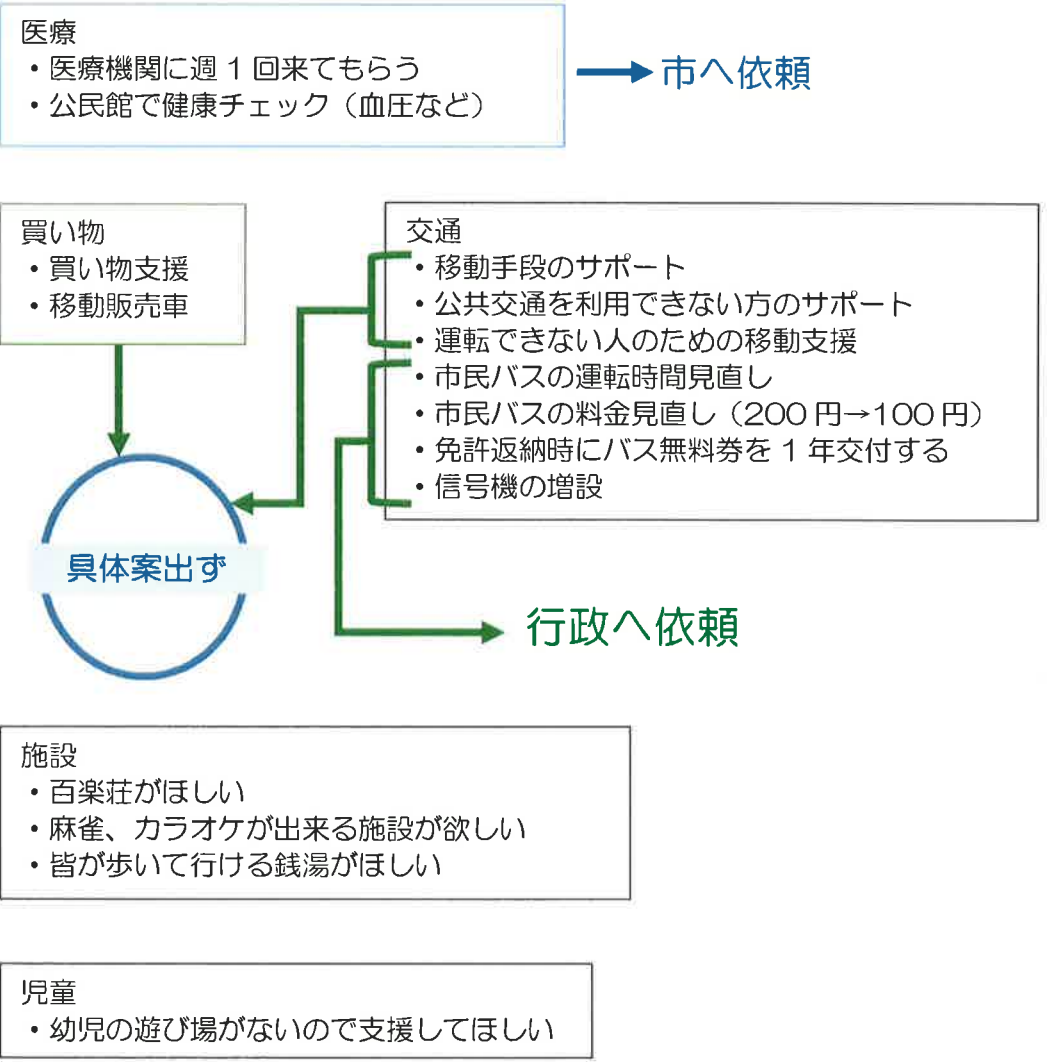 医療
・医療機関に週1回来てもらう
・公民館で健康チェック（血圧など）
市へ依頼
買い物
・買い物支援
・移動販売車
交通
・移動手段のサポート
・公共交通を利用できない方のサポート
・運転できない人のための移動支援
・市民バスの運転時間見直し
・市民バスの料金見直し（200円→100円）
・免許返納時にバス無料券を1年交付する
・信号機の増設
具体案出ず
行政へ依頼
施設
・百楽荘がほしい
・麻雀、カラオケが出来る施設が欲しい
・皆が歩いて行ける銭湯がほしい
児童
・幼児の遊び場がないので支援してほしい